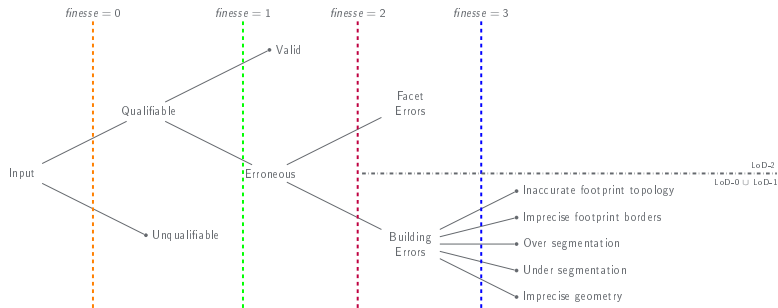 finesse = 0
finesse = 1
finesse = 2
finesse = 3
Valid
Qualifiable
Facet
Errors
Input
Erroneous
LoD-2
LoD-0 ∪ LoD-1
Unqualifiable
Building
Errors
Inaccurate footprint topology
Imprecise footprint borders
Over segmentation
Under segmentation
Imprecise geometry